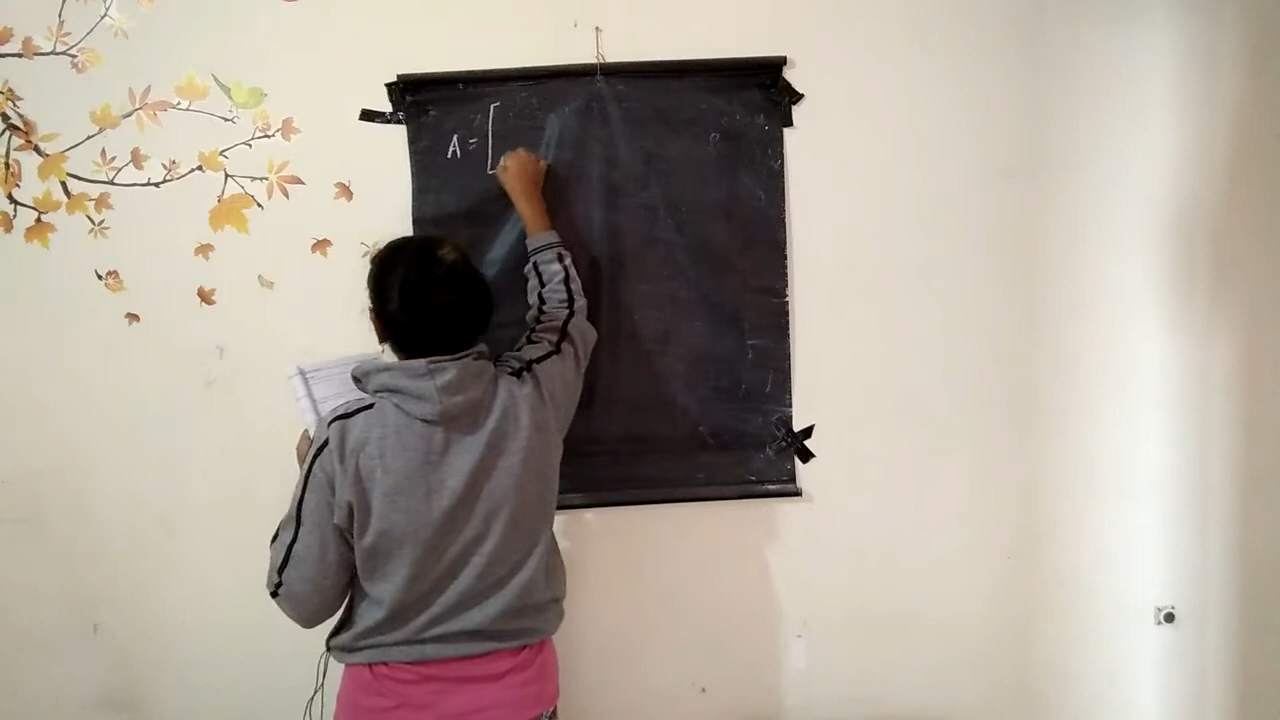 A = [